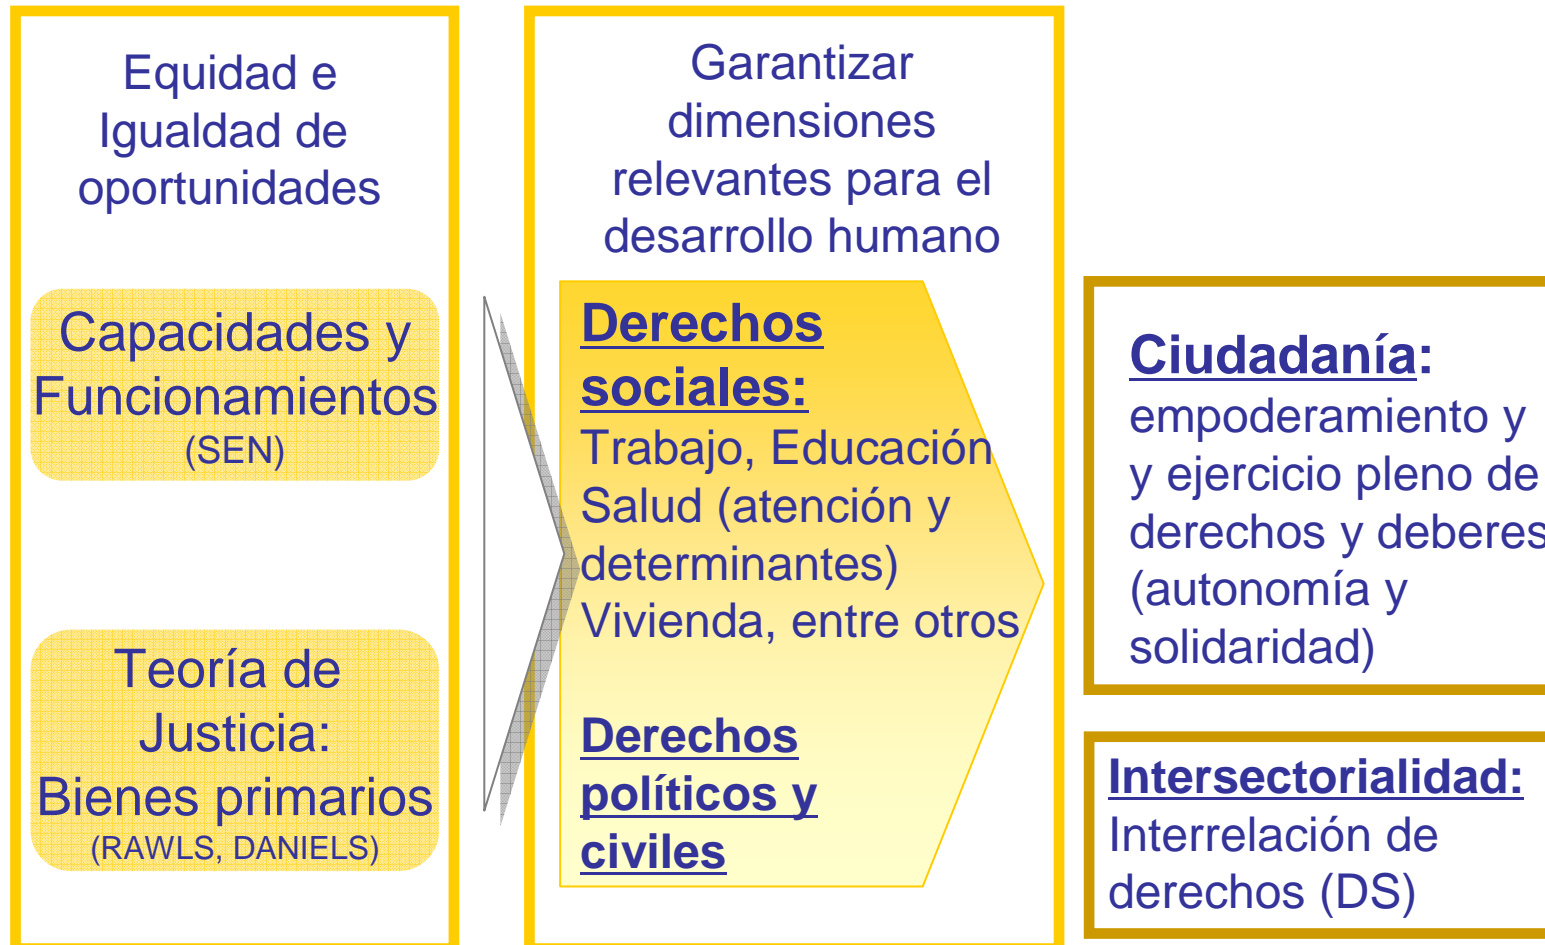 Equidad e
Igualdad de
oportunidades
Capacidades y
Funcionamientos
(SEN)
Teoría de
Justicia:
Bienes primarios
(RAWLS, DANIELS)
Garantizar
dimensiones
relevantes para el
desarrollo humano
Derechos
sociales:
Trabajo, Educación
Salud (atención y
determinantes)
Vivienda, entre otros
Derechos
políticos y
civiles
Ciudadanía:
empoderamiento y
y ejercicio pleno de
derechos y deberes
(autonomía y
solidaridad)
Intersectorialidad:
Interrelación de
derechos (DS)